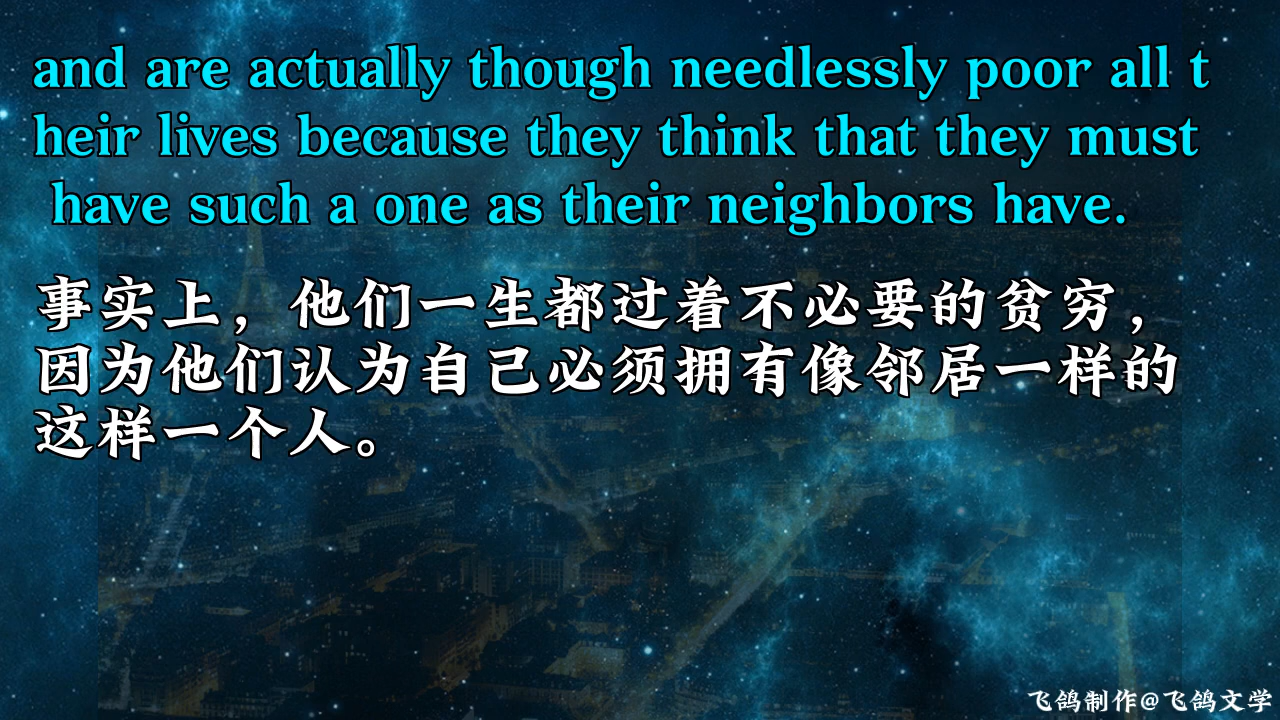 and are actually though needlessly poor all t
heir lives because they think that they must
have such a one as their neighbors have.
事实上，他们一生都过着不必要的贫穷，
因为他们认为自己必须拥有像邻居一样的
这样一个人。
飞鸽制作@飞鸽文学